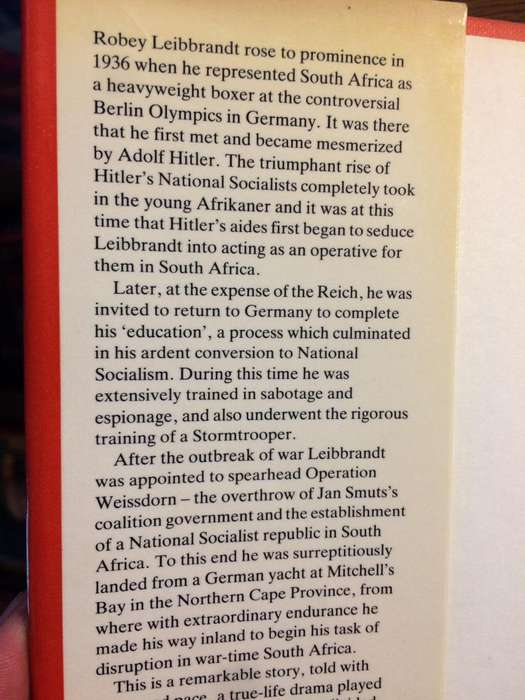 Robey Leibbrandt rose to prominence in
1936 when he represented South Africa as
a heavyweight boxer at the controversial
Berlin Olympics in Germany. It was there
that he first met and became mesmerized
by Adolf Hitler. The triumphant rise of
Hitler's National Socialists completely took
in the young Afrikaner and it was at this
time that Hitler's aides first began to seduce
Leibbrandt into acting as an operative for
them in South Africa.
Later, at the expense of the Reich, he was
invited to return to Germany to complete
his 'education', a process which culminated
in his ardent conversion to National
Socialism. During this time he was
extensively trained in sabotage and
espionage, and also underwent the rigorous
training of a Stormtrooper.
After the outbreak of war Leibbrandt
was appointed to spearhead Operation
Weissdorn – the overthrow of Jan Smuts's
coalition government and the establishment
of a National Socialist republic in South
Africa. To this end he was surreptitiously
landed from a German yacht at Mitchell's
Bay in the Northern Cape Province, from
where with extraordinary endurance he
made his way inland to begin his task of
disruption in war-time South Africa.
This is a remarkable story, told with
pace, a true-life drama played